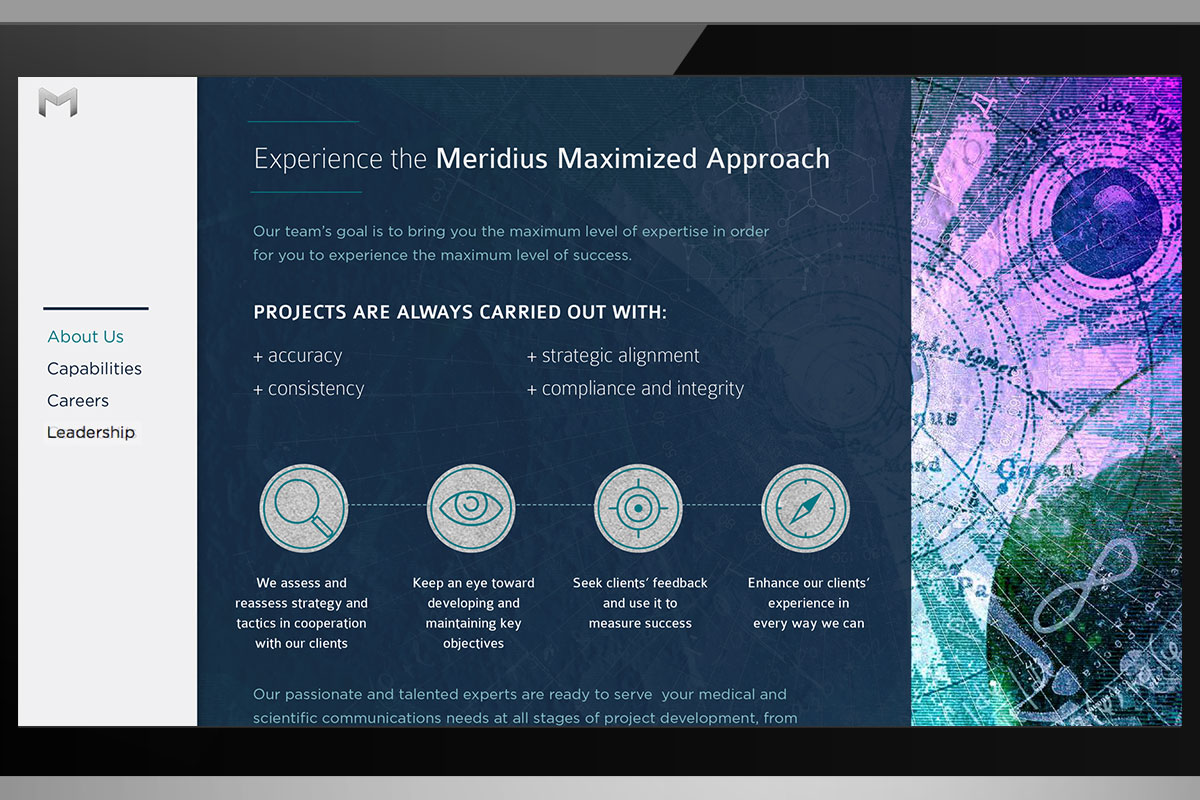 M
Experience the Meridius Maximized Approach
Our team's goal is to bring you the maximum level of expertise in order
for you to experience the maximum level of success.
About Us
Capabilities
Careers
Leadership
PROJECTS ARE ALWAYS CARRIED OUT WITH:
+ accuracy
+ consistency
+ strategic alignment
+ compliance and integrity
We assess and
reassess strategy and
tactics in cooperation
with our clients
Keep an eye toward
developing and
maintaining key
objectives
Seek clients' feedback
and use it to
measure success
Enhance our clients'
experience in
every way we can
Our passionate and talented experts are ready to serve  your medical and
scientific communications needs at all stages of project development, from